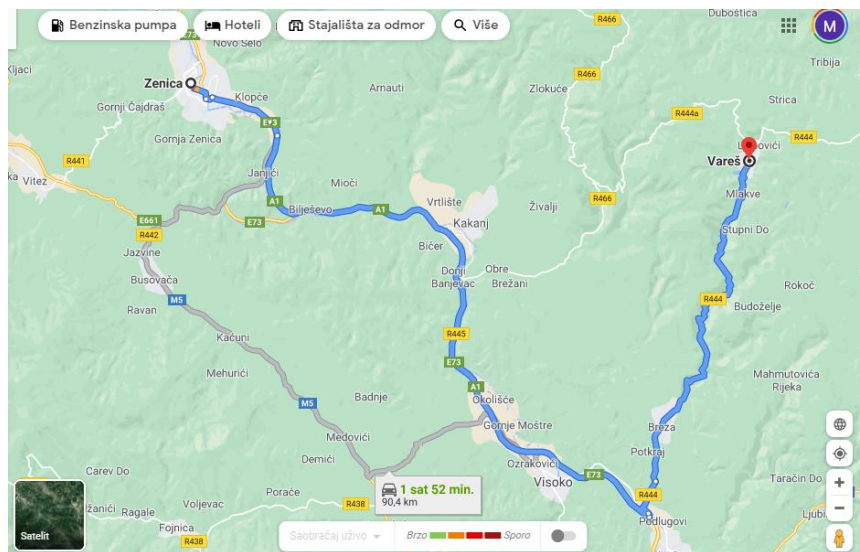 Benzinska pumpa
Hoteli
Stajališta za odmor
Više
M
E73
Novo Selo
R466
Dubostica
Tribija
Kljaci
Zenica
Klopče
Arnauti
Zlokuće
R466
Strica
Gornji Čajdraš
R444a
R444
Gornja Zenica
R441
Vareš
ka
Vitez
Janjići
Mioči
Mlakve
A1
Bilješevo
A1
Vrtlište
Živalji
R466
E661
E73
Kakanj
Stupni Do
R442
Bičer
Jazvine
Donji
Banjevac
Obre
Brežani
Busovača
Rokoč
M5
R444
Budoželje
Ravan
R445
Kaćuni
E73
Mehurići
Mahmutovića
Rijeka
A1
Badnje
Okolišće
M5
Gornje Moštre
Breza
Medovići
Potkraj
Demići
Ozrakovići
Carev Do
Visoko
E73
Taračin Do
1 sat 52 min.
90,4 km
R444
Poraće
Voljevac
R438
Ragale
Podlugovi
Fojnica
R438
Satelit
Saobraćaj uživo
Brzo
Sporo